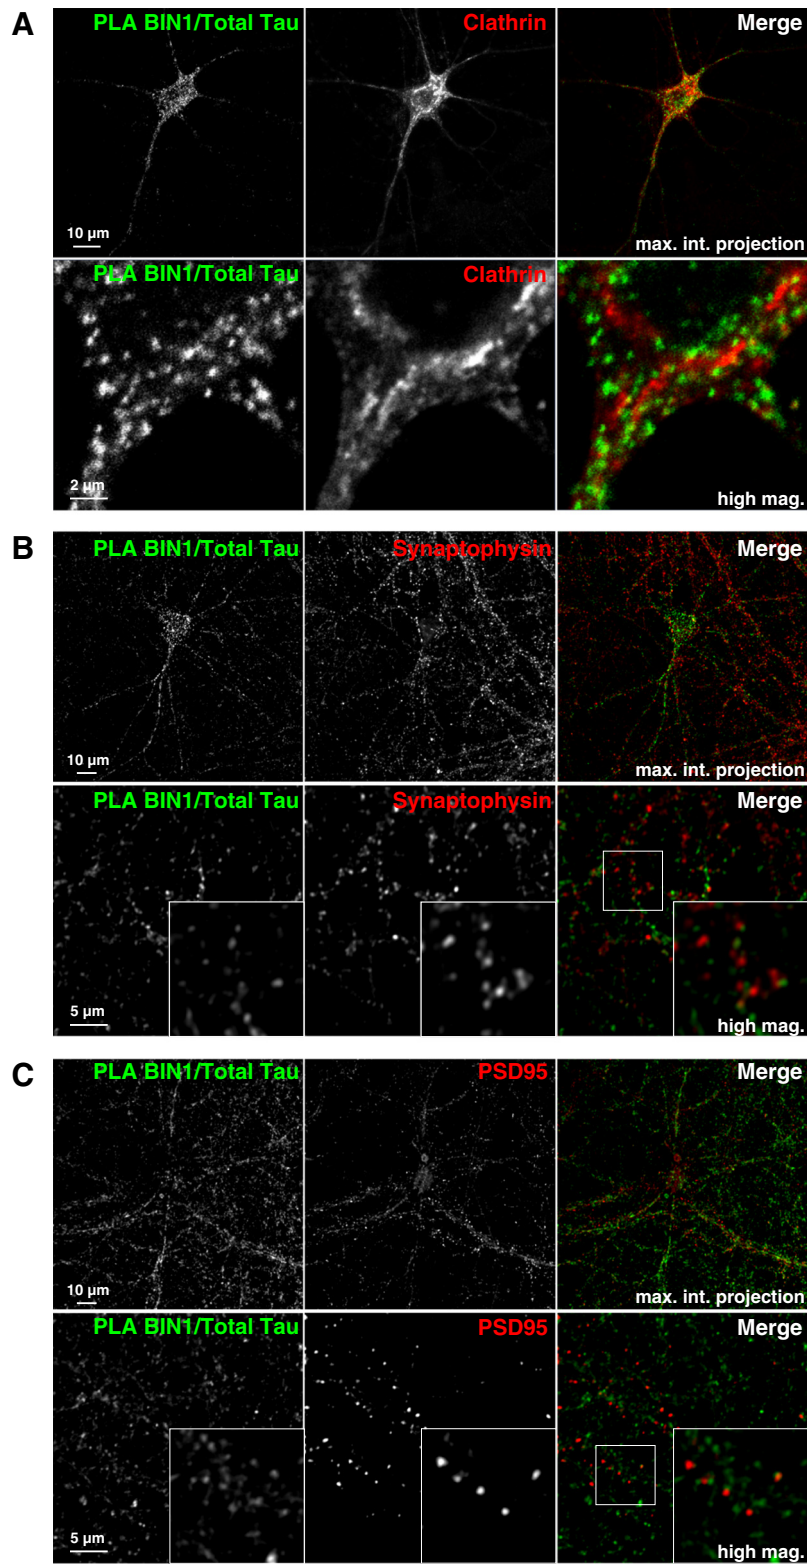 A
PLA BIN1/Total Tau
Clathrin
Merge
10 µm
max. int. projection
PLA BIN1/Total Tau
Clathrin
2 µm
high mag.
B
PLA BIN1/Total Tau
Synaptophysin
Merge
10 µm
max. int. projection
PLA BIN1/Total Tau
Synaptophysin
Merge
5 µm
high mag.
C
PLA BIN1/Total Tau
PSD95
Merge
10 µm
max. int. projection
PLA BIN1/Total Tau
PSD95
Merge
5 µm
high mag.